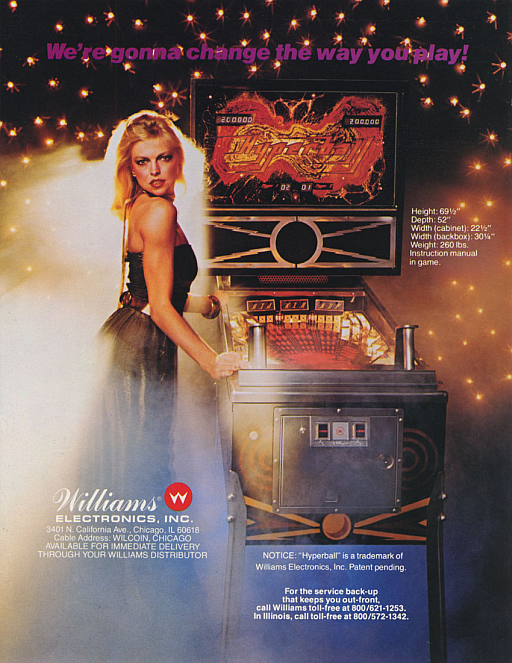 We're gonna change the way you play!
200000
200000
Hyperball
02 01
Height: 69½"
Depth: 52"
Width (cabinet): 22½"
Width (backbox): 30¼"
Weight: 260 lbs.
Instruction manual
in game.
Williams® W
ELECTRONICS, INC.
3401 N. California Ave., Chicago, IL 60618
Cable Address: WILCOIN, CHICAGO
AVAILABLE FOR IMMEDIATE DELIVERY
THROUGH YOUR WILLIAMS DISTRIBUTOR
NOTICE: "Hyperball" is a trademark of
Williams Electronics, Inc. Patent pending.
For the service back-up
that keeps you out-front,
call Williams toll-free at 800/621-1253.
In Illinois, call toll-free at 800/572-1342.